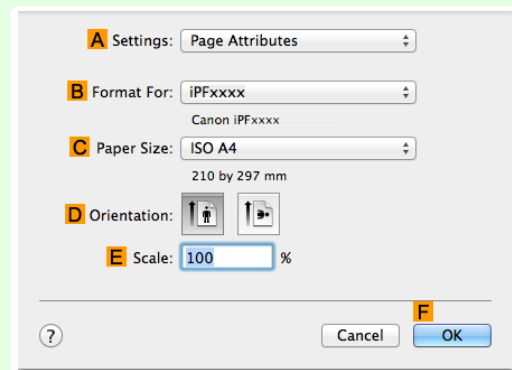 A Settings: Page Attributes
B Format For: iPFxxxx
Canon iPFxxxx
C Paper Size: ISO A4
210 by 297 mm
D Orientation:
E Scale: 100 %
F
? Cancel OK